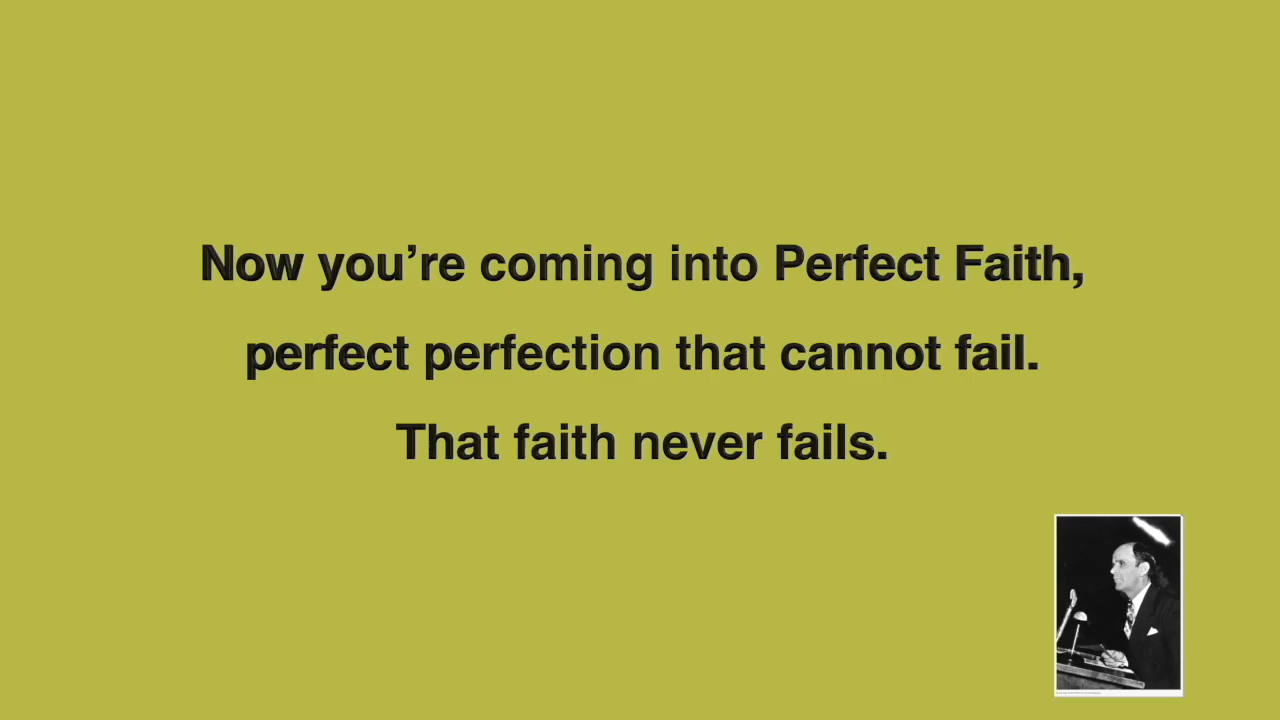 Now you’re coming into Perfect Faith,
perfect perfection that cannot fail.
That faith never fails.